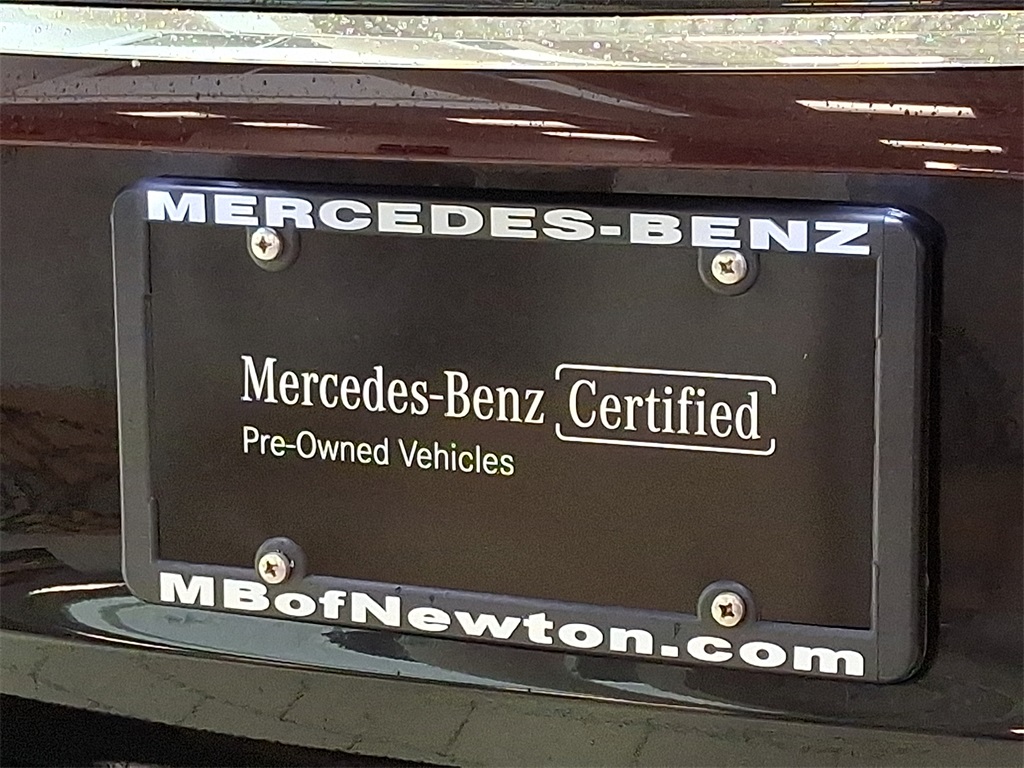 MERCEDES-BENZ
Mercedes-Benz Certified
Pre-Owned Vehicles
MBofNewton.com